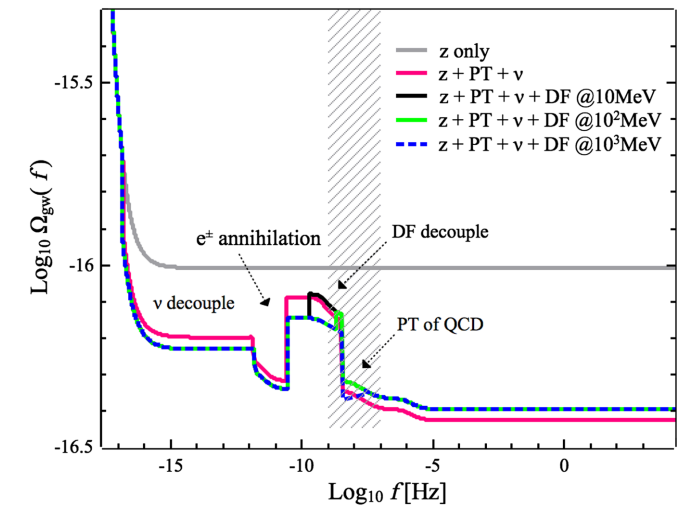 z only
z + PT + ν
z + PT + ν + DF @10MeV
z + PT + ν + DF @10²MeV
z + PT + ν + DF @10³MeV
-15.5
-16
-16.5
Log₁₀ Ω_gw( f )
e± annihilation
DF decouple
ν decouple
PT of QCD
-15
-10
-5
0
Log₁₀ f [Hz]